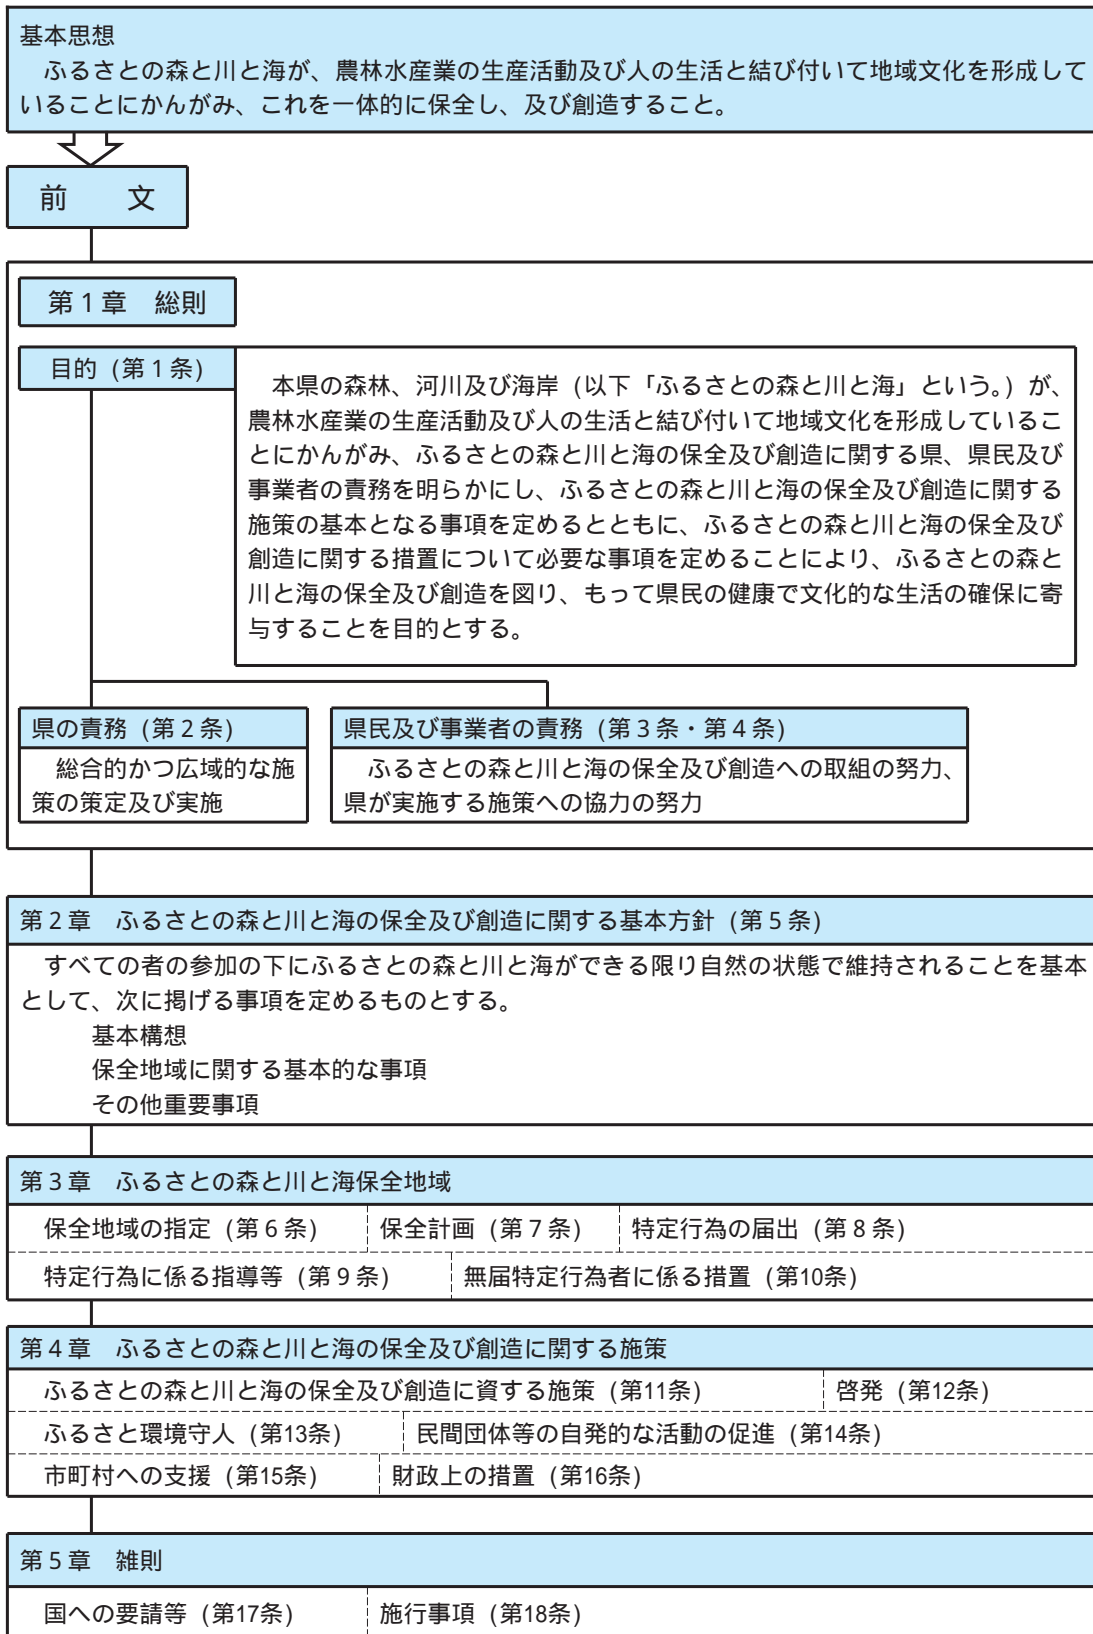 基本思想
　ふるさとの森と川と海が、農林水産業の生産活動及び人の生活と結び付いて地域文化を形成して
いることにかんがみ、これを一体的に保全し、及び創造すること。
前　　文
第１章　総則
目的（第１条）
　本県の森林、河川及び海岸（以下「ふるさとの森と川と海」という。）が、
農林水産業の生産活動及び人の生活と結び付いて地域文化を形成しているこ
とにかんがみ、ふるさとの森と川と海の保全及び創造に関する県、県民及び
事業者の責務を明らかにし、ふるさとの森と川と海の保全及び創造に関する
施策の基本となる事項を定めるとともに、ふるさとの森と川と海の保全及び
創造に関する措置について必要な事項を定めることにより、ふるさとの森と
川と海の保全及び創造を図り、もって県民の健康で文化的な生活の確保に寄
与することを目的とする。
県の責務（第２条）
　総合的かつ広域的な施
策の策定及び実施
県民及び事業者の責務（第３条・第４条）
　ふるさとの森と川と海の保全及び創造への取組の努力、
県が実施する施策への協力の努力
第２章　ふるさとの森と川と海の保全及び創造に関する基本方針（第５条）
　すべての者の参加の下にふるさとの森と川と海ができる限り自然の状態で維持されることを基本
として、次に掲げる事項を定めるものとする。
基本構想
保全地域に関する基本的な事項
その他重要事項
第３章　ふるさとの森と川と海保全地域
保全地域の指定（第６条）　保全計画（第７条）　特定行為の届出（第８条）
特定行為に係る指導等（第９条）　無届特定行為者に係る措置（第10条）
第４章　ふるさとの森と川と海の保全及び創造に関する施策
ふるさとの森と川と海の保全及び創造に資する施策（第11条）　啓発（第12条）
ふるさと環境守人（第13条）　民間団体等の自発的な活動の促進（第14条）
市町村への支援（第15条）　財政上の措置（第16条）
第５章　雑則
国への要請等（第17条）　施行事項（第18条）